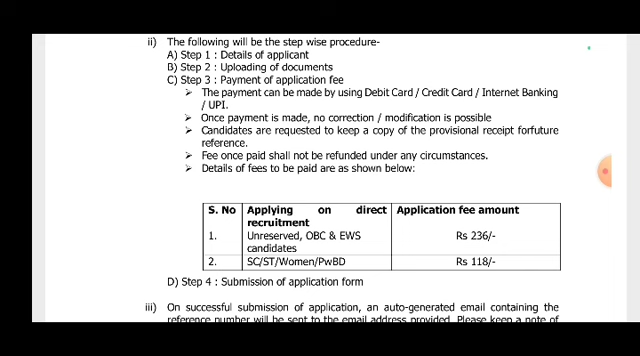 ii) The following will be the step wise procedure-
A) Step 1 : Details of applicant
B) Step 2 : Uploading of documents
C) Step 3 : Payment of application fee
➢ The payment can be made by using Debit Card / Credit Card / Internet Banking
/ UPI.
➢ Once payment is made, no correction / modification is possible
➢ Candidates are requested to keep a copy of the provisional receipt forfuture
reference.
➢ Fee once paid shall not be refunded under any circumstances.
➢ Details of fees to be paid are as shown below:
S. No Applying on direct Application fee amount
recruitment
1. Unreserved, OBC & EWS Rs 236/-
candidates
2. SC/ST/Women/PwBD Rs 118/-
D) Step 4 : Submission of application form
iii) On successful submission of application, an auto-generated email containing the
reference number will be sent to the email address provided. Please keep a note of